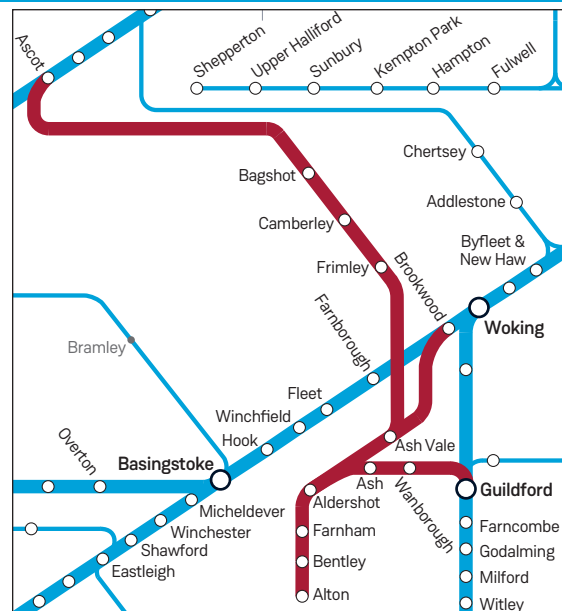 Ascot
Shepperton
Upper Halliford
Sunbury
Kempton Park
Hampton
Fulwell
Chertsey
Bagshot
Addlestone
Camberley
Byfleet &
New Haw
Frimley
Brookwood
Woking
Farnborough
Bramley
Fleet
Winchfield
Hook
Ash Vale
Overton
Basingstoke
Ash
Wanborough
Guildford
Aldershot
Micheldever
Winchester
Farnham
Farncombe
Shawford
Godalming
Eastleigh
Bentley
Milford
Alton
Witley